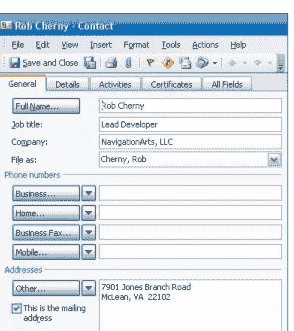 Rob Cherny - Contact
File Edit View Insert Format Tools Actions Help
Save and Close
General Details Activities Certificates All Fields
Full Name... Rob Cherny
Job title: Lead Developer
Company: NavigationArts, LLC
File as: Cherny, Rob
Phone numbers
Business...
Home...
Business Fax...
Mobile...
Addresses
Other... 7901 Jones Branch Road
McLean, VA 22102
This is the mailing
address